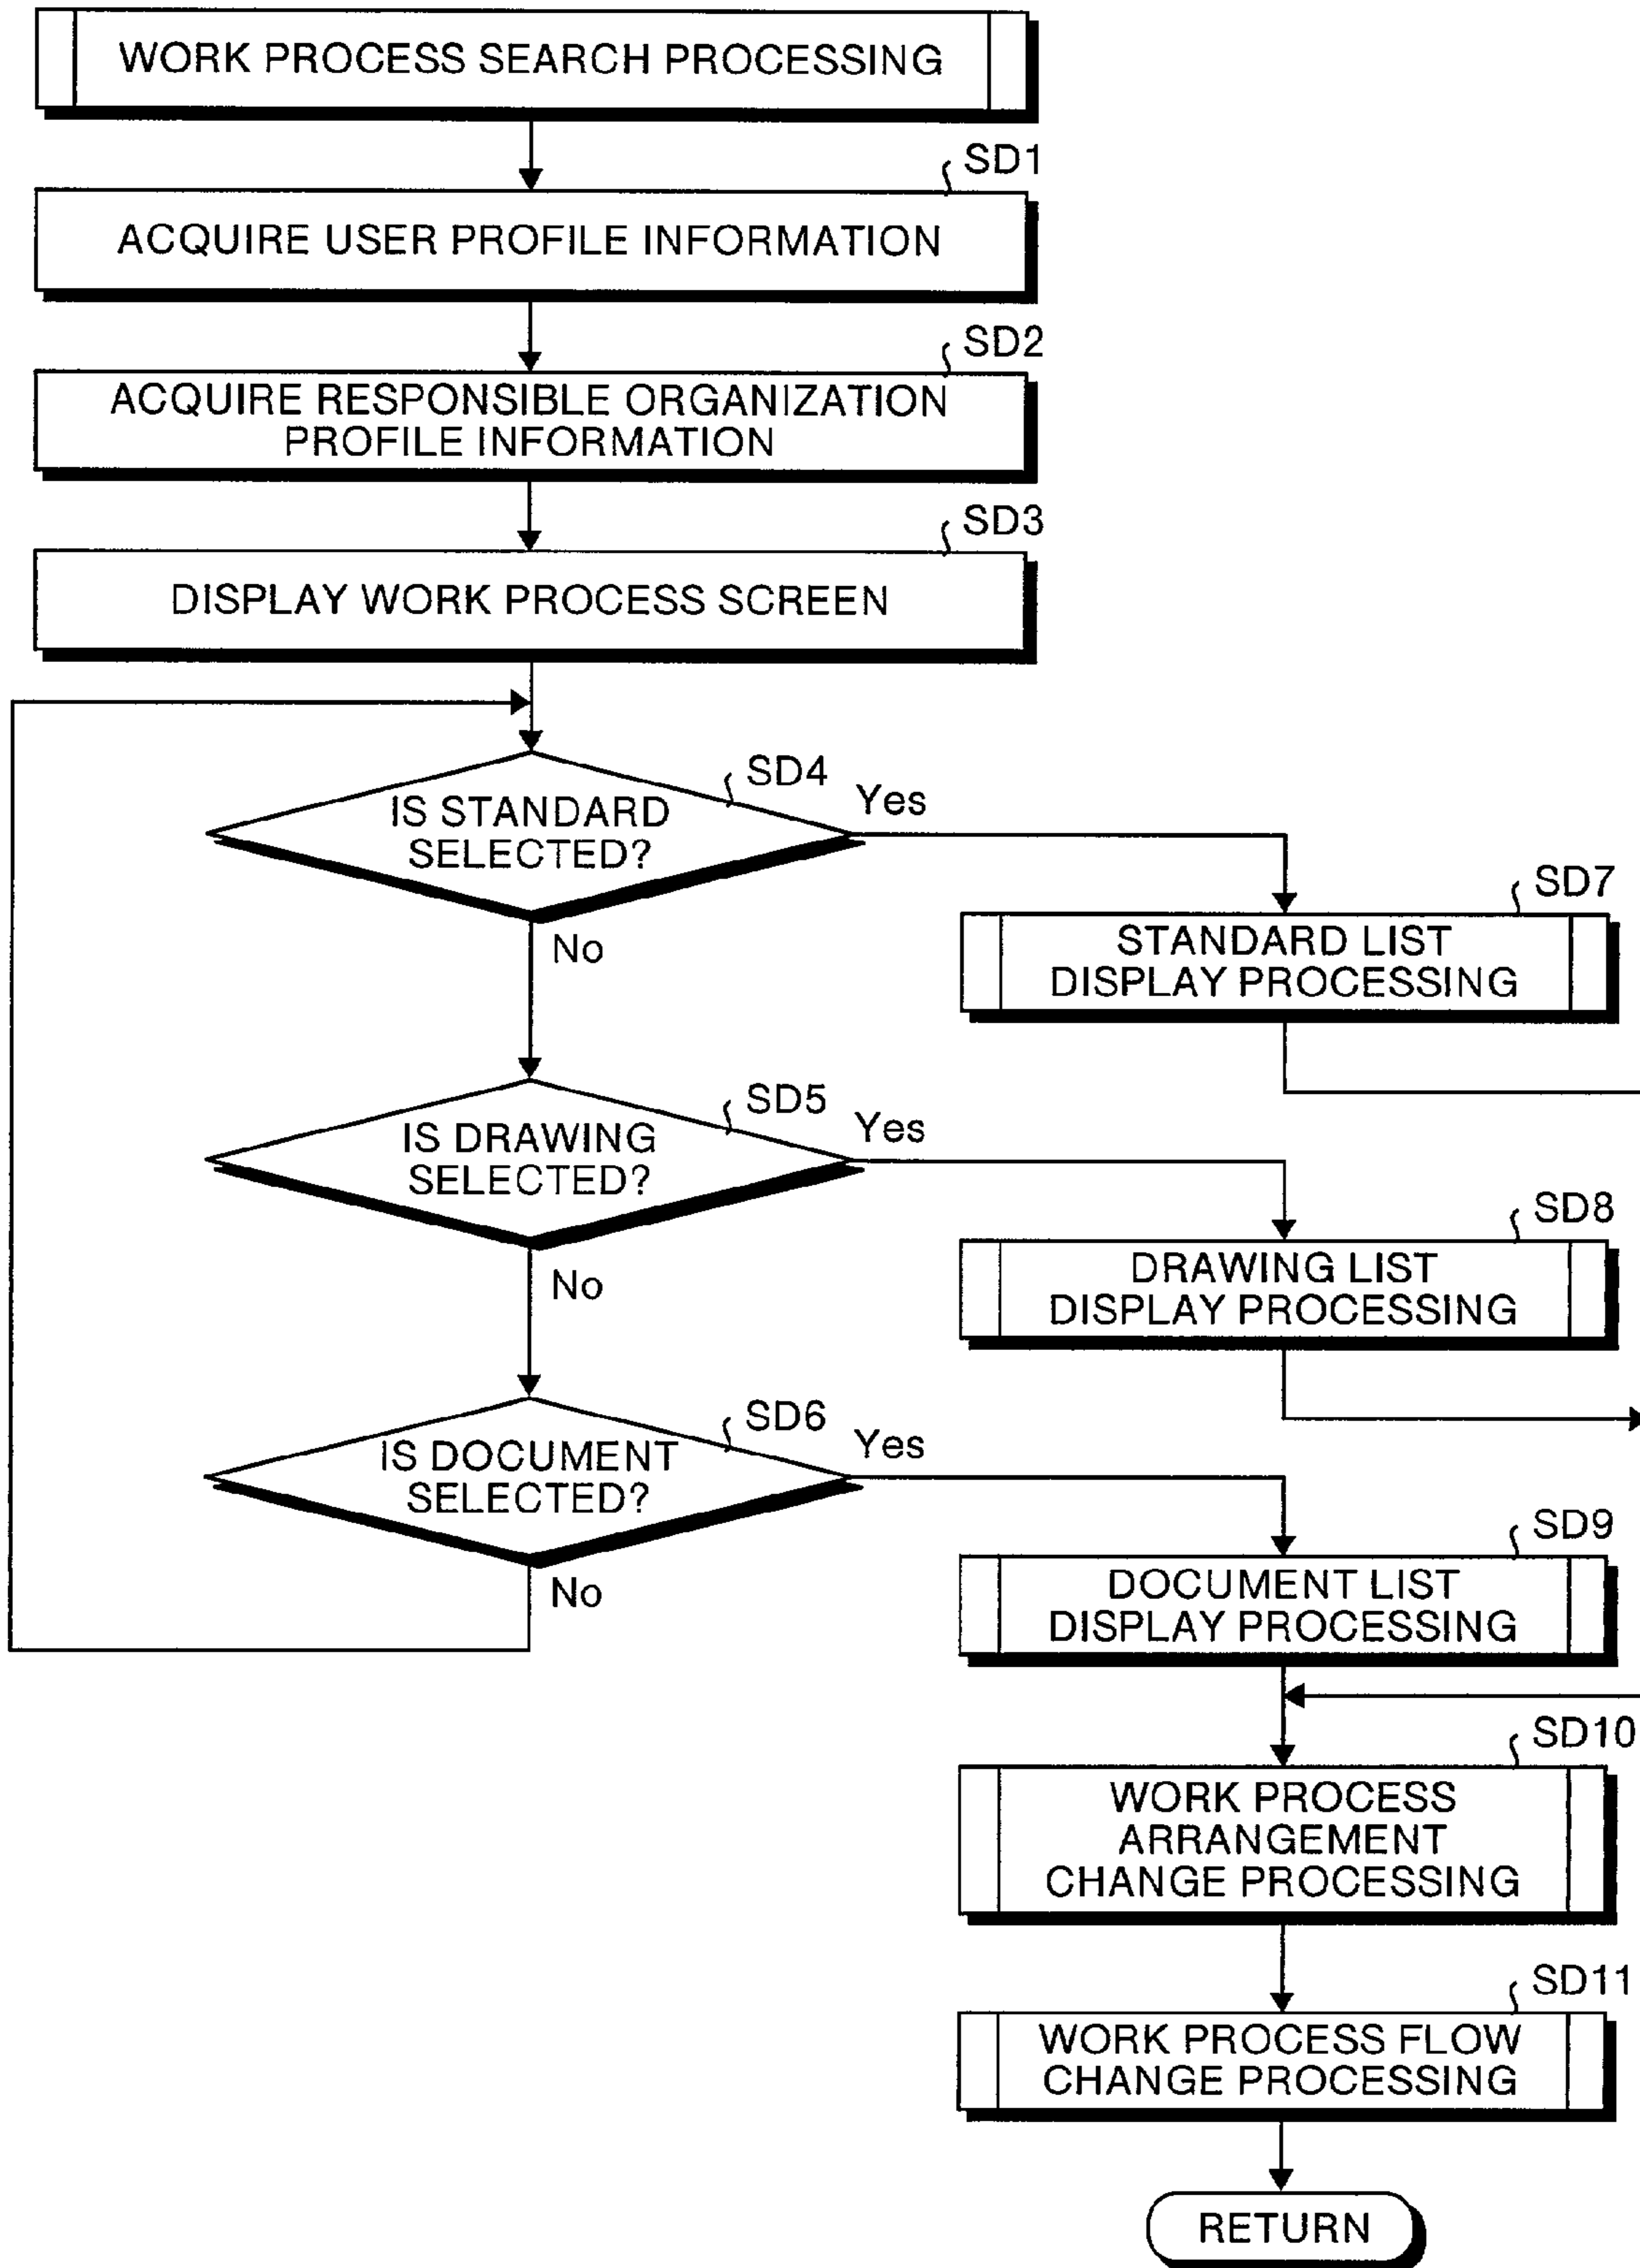 WORK PROCESS SEARCH PROCESSING
SD1
ACQUIRE USER PROFILE INFORMATION
SD2
ACQUIRE RESPONSIBLE ORGANIZATION
PROFILE INFORMATION
SD3
DISPLAY WORK PROCESS SCREEN
SD4
IS STANDARD
SELECTED?
Yes
No
SD7
STANDARD LIST
DISPLAY PROCESSING
SD5
IS DRAWING
SELECTED?
Yes
No
SD8
DRAWING LIST
DISPLAY PROCESSING
SD6
IS DOCUMENT
SELECTED?
Yes
No
SD9
DOCUMENT LIST
DISPLAY PROCESSING
SD10
WORK PROCESS
ARRANGEMENT
CHANGE PROCESSING
SD11
WORK PROCESS FLOW
CHANGE PROCESSING
RETURN